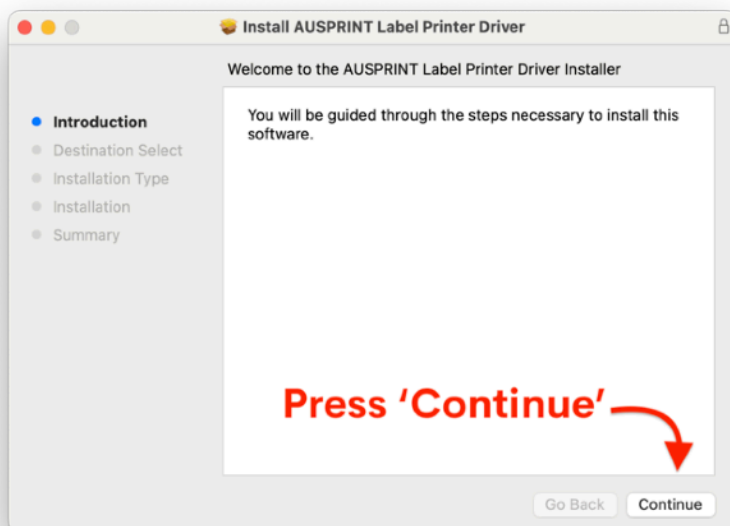 Install AUSPRINT Label Printer Driver
Welcome to the AUSPRINT Label Printer Driver Installer
Introduction
Destination Select
Installation Type
Installation
Summary
You will be guided through the steps necessary to install this
software.
Press ‘Continue’
Go Back
Continue